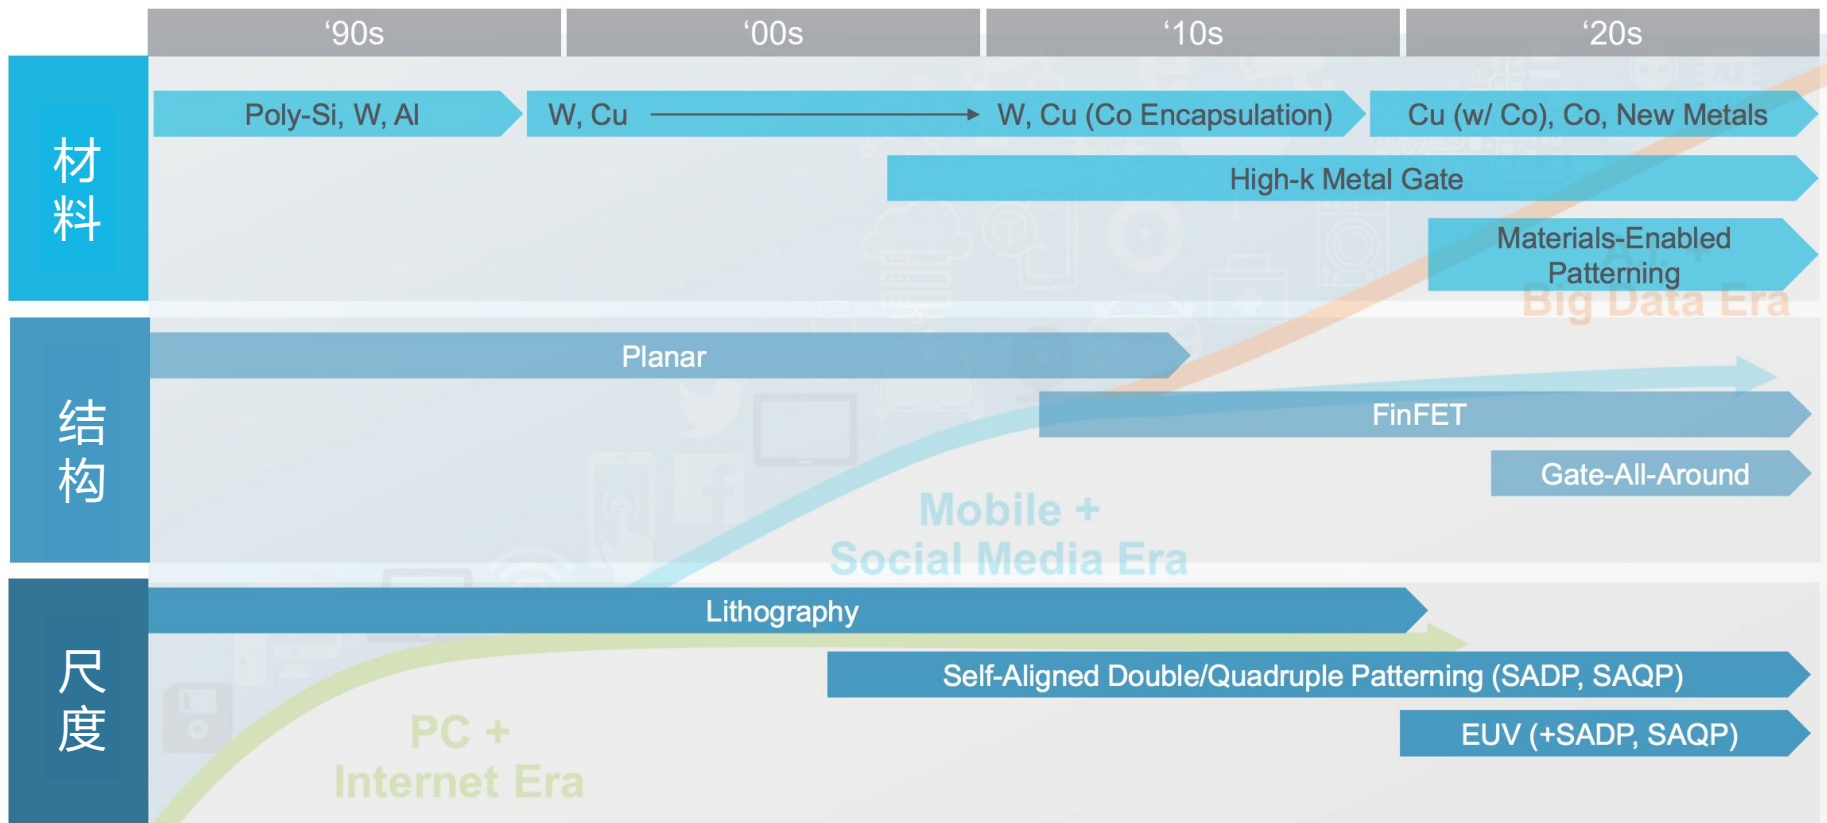 ‘90s
‘00s
‘10s
‘20s
材
料
Poly-Si, W, Al
W, Cu
W, Cu (Co Encapsulation)
Cu (w/ Co), Co, New Metals
High-k Metal Gate
Materials-Enabled
Patterning
A.I. +
Big Data Era
结
构
Planar
FinFET
Gate-All-Around
Mobile +
Social Media Era
尺
度
Lithography
Self-Aligned Double/Quadruple Patterning (SADP, SAQP)
EUV (+SADP, SAQP)
PC +
Internet Era